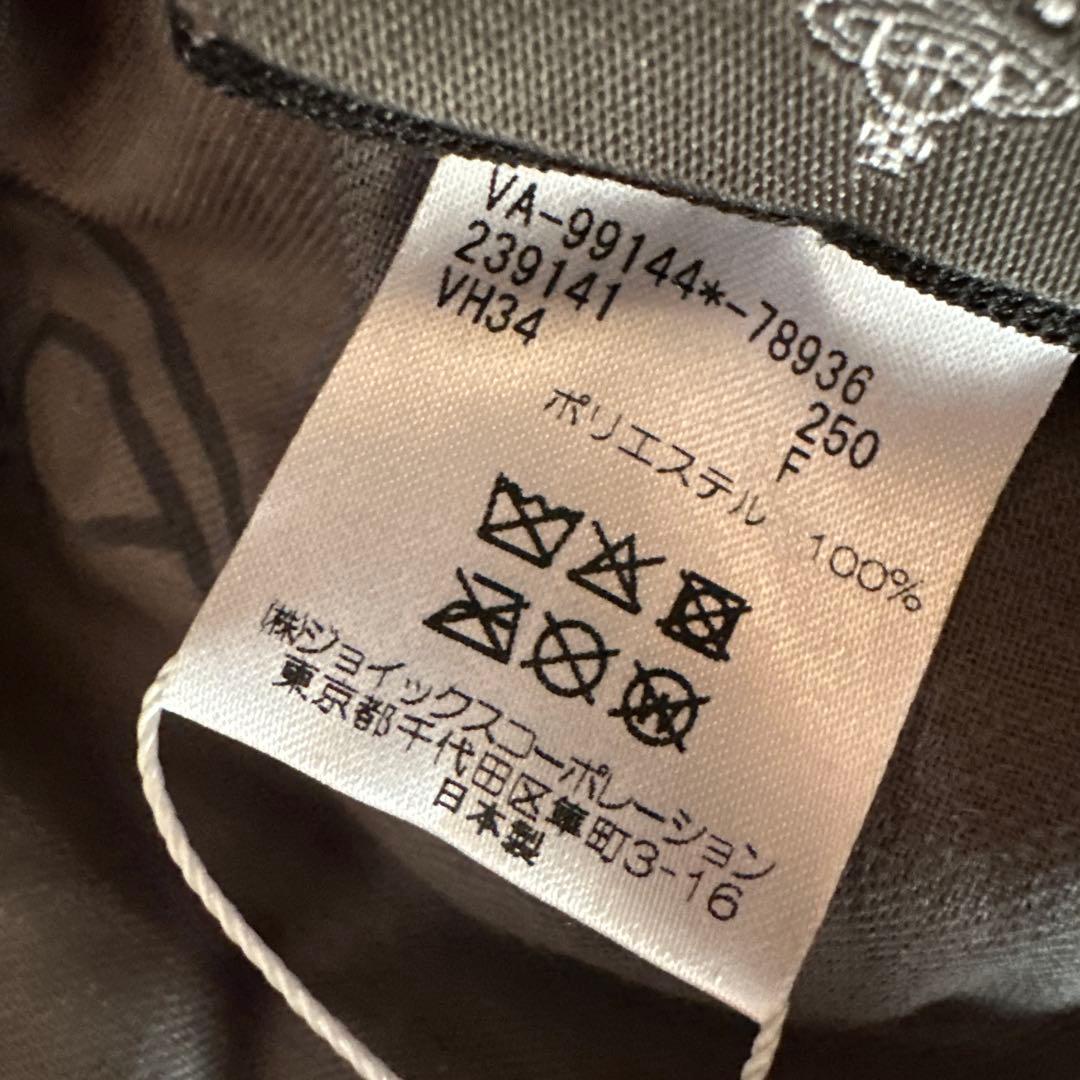 VA-99144*-78936
239141 250
VH34 F
ポリエステル 100%
W
(株)ジョイックスコーポレーション
東京都千代田区隼町3-16
日本製